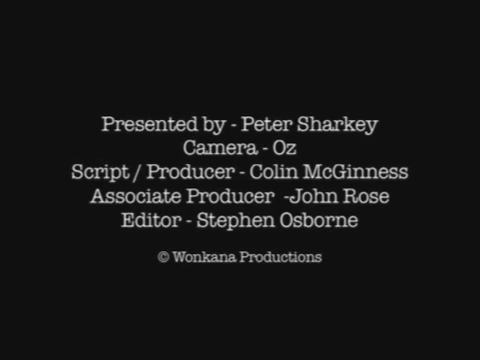 Presented by - Peter Sharkey
Camera - Oz
Script / Producer - Colin McGinness
Associate Producer -John Rose
Editor - Stephen Osborne
© Wonkana Productions